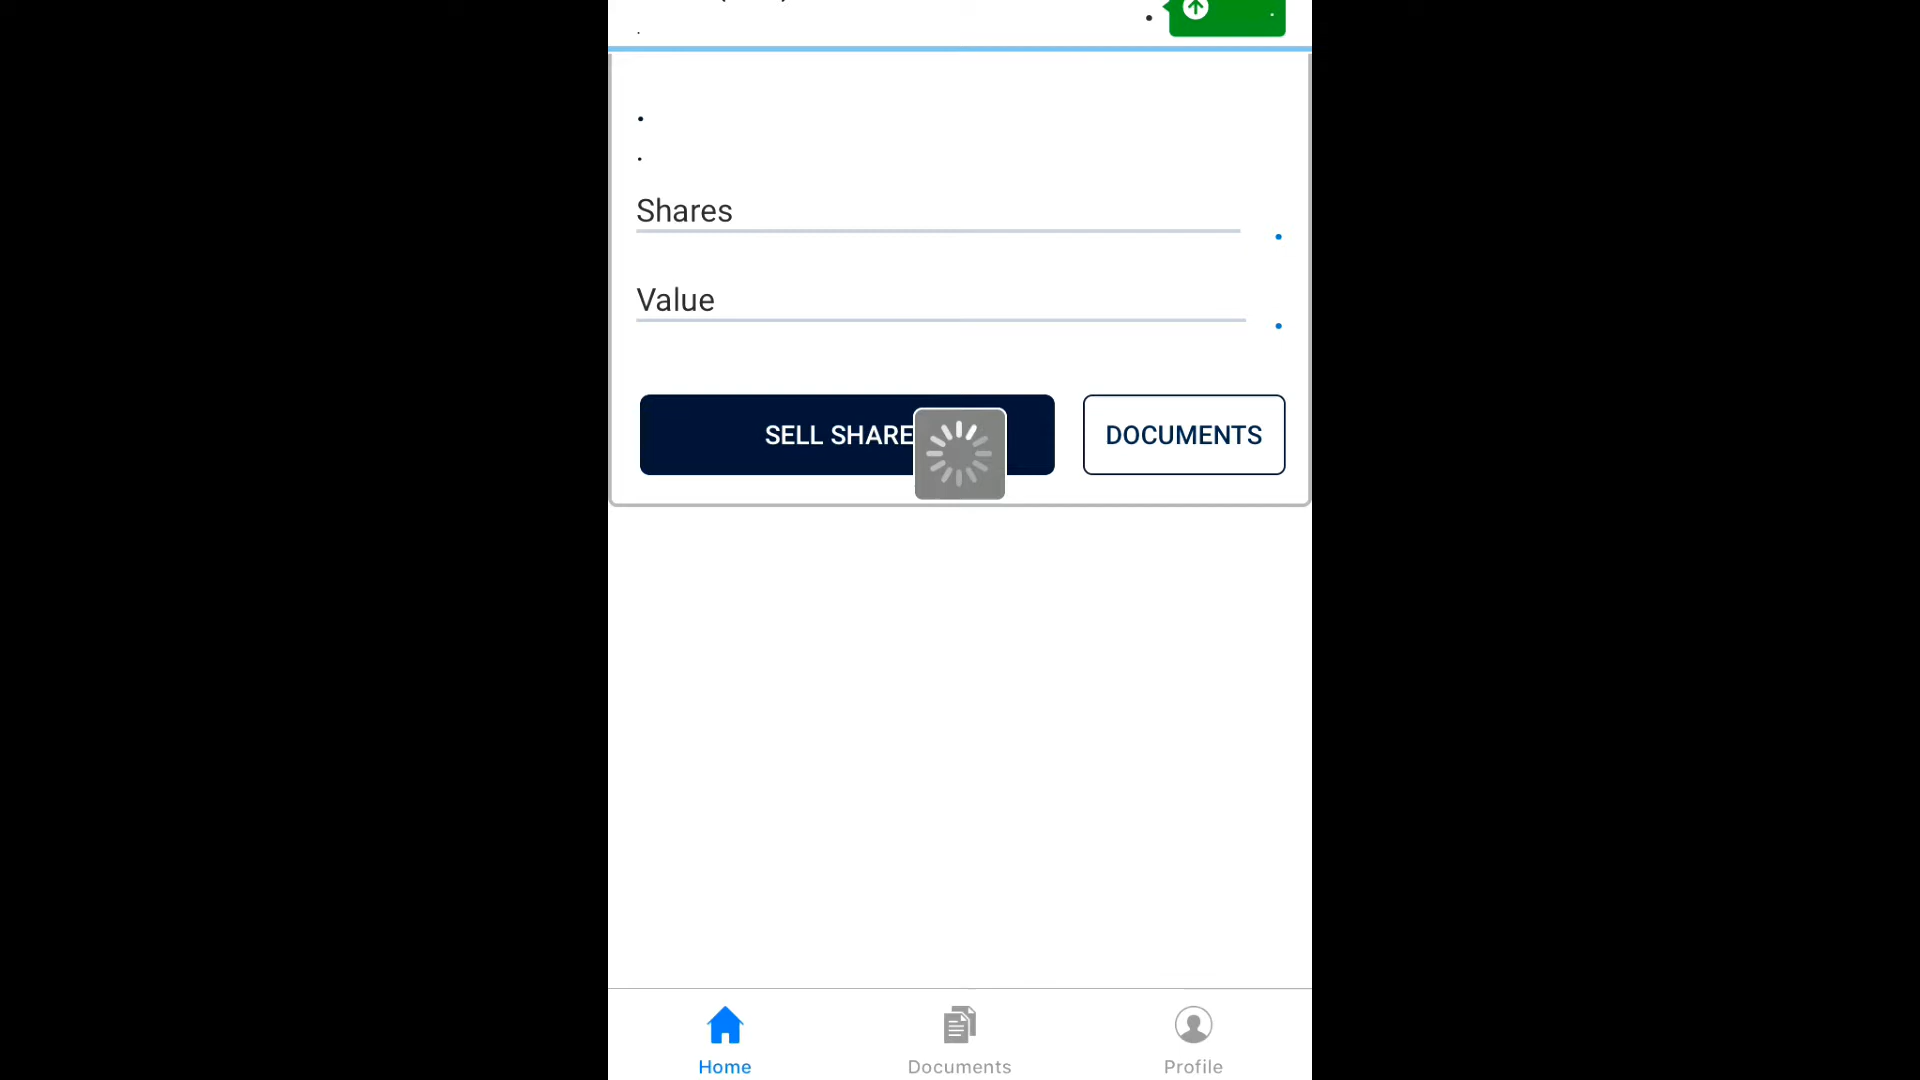 Shares
Value
SELL SHARE
DOCUMENTS
Home
Documents
Profile